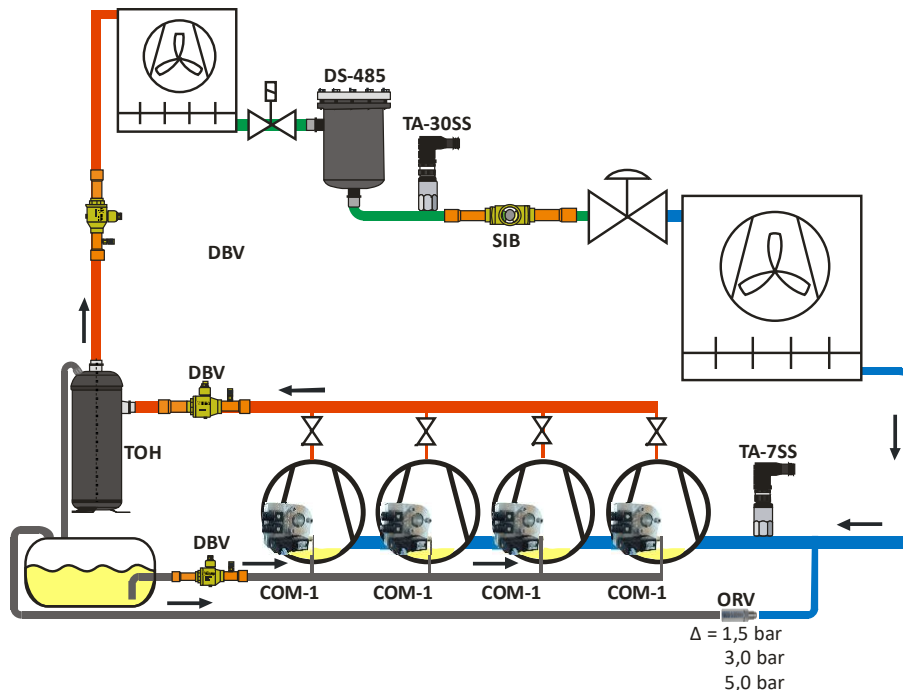 DS-485
TA-30SS
SIB
DBV
DBV
TOH
TA-7SS
DBV
COM-1 COM-1 COM-1 COM-1
ORV
Δ = 1,5 bar
3,0 bar
5,0 bar